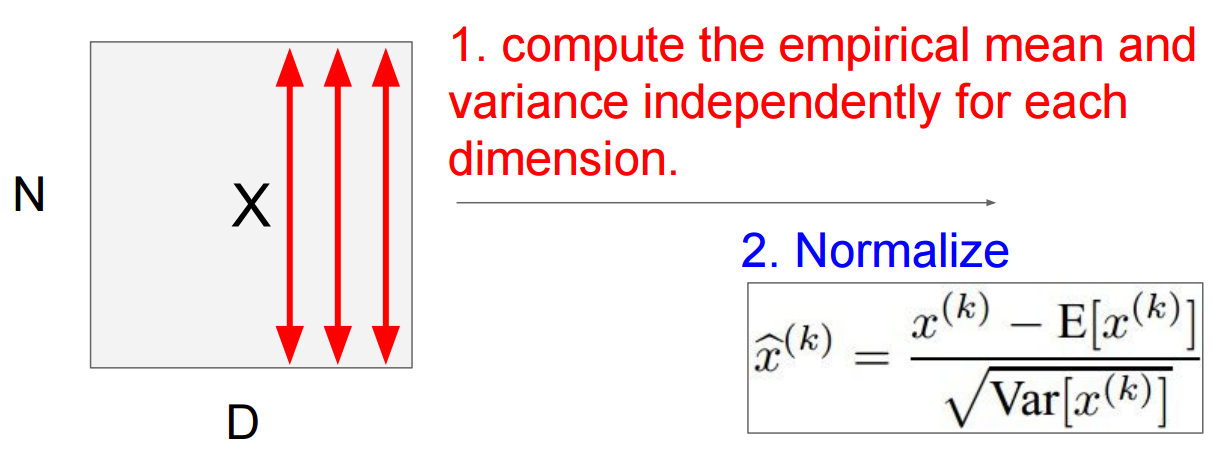 1. compute the empirical mean and
variance independently for each
dimension.
N
X
D
2. Normalize
x̂^(k) = (x^(k) − E[x^(k)]) / √(Var[x^(k)])